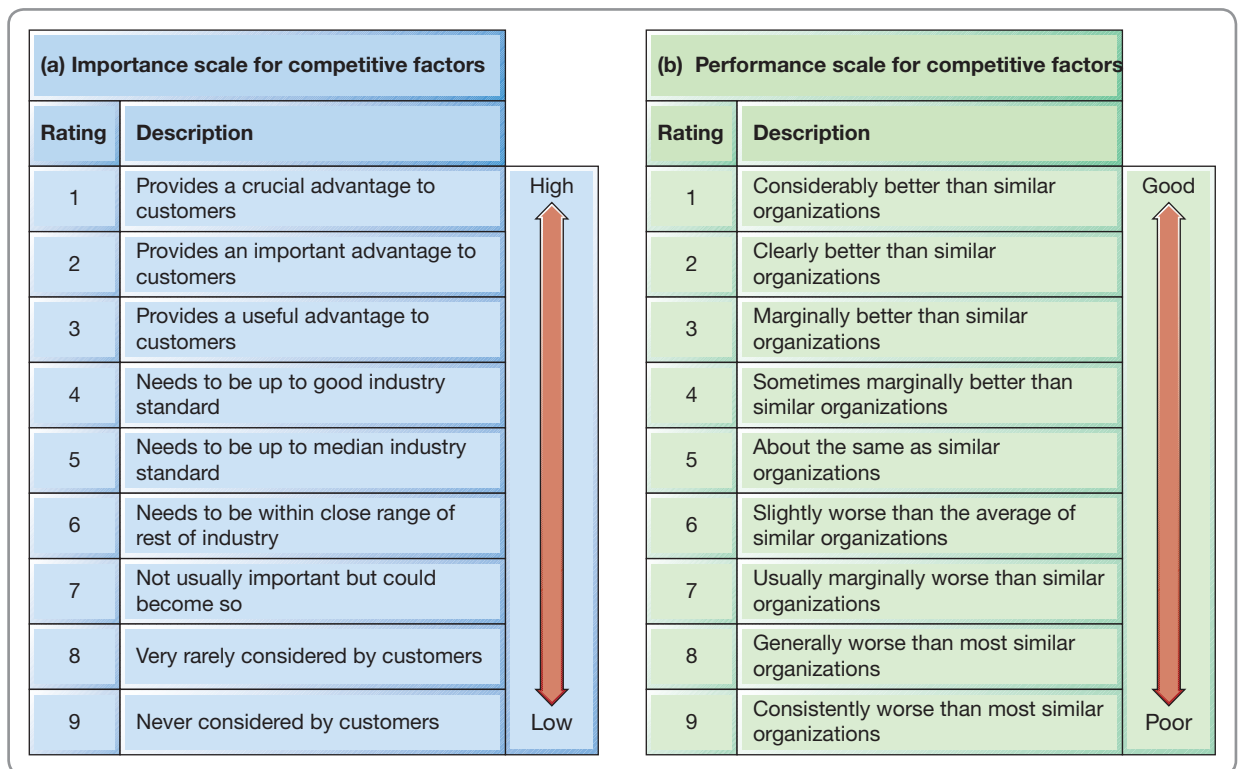 (a) Importance scale for competitive factors
Rating
Description
1
Provides a crucial advantage to
customers
2
Provides an important advantage to
customers
3
Provides a useful advantage to
customers
4
Needs to be up to good industry
standard
5
Needs to be up to median industry
standard
6
Needs to be within close range of
rest of industry
7
Not usually important but could
become so
8
Very rarely considered by customers
9
Never considered by customers
High
Low
(b) Performance scale for competitive factors
Rating
Description
1
Considerably better than similar
organizations
2
Clearly better than similar
organizations
3
Marginally better than similar
organizations
4
Sometimes marginally better than
similar organizations
5
About the same as similar
organizations
6
Slightly worse than the average of
similar organizations
7
Usually marginally worse than similar
organizations
8
Generally worse than most similar
organizations
9
Consistently worse than most similar
organizations
Good
Poor